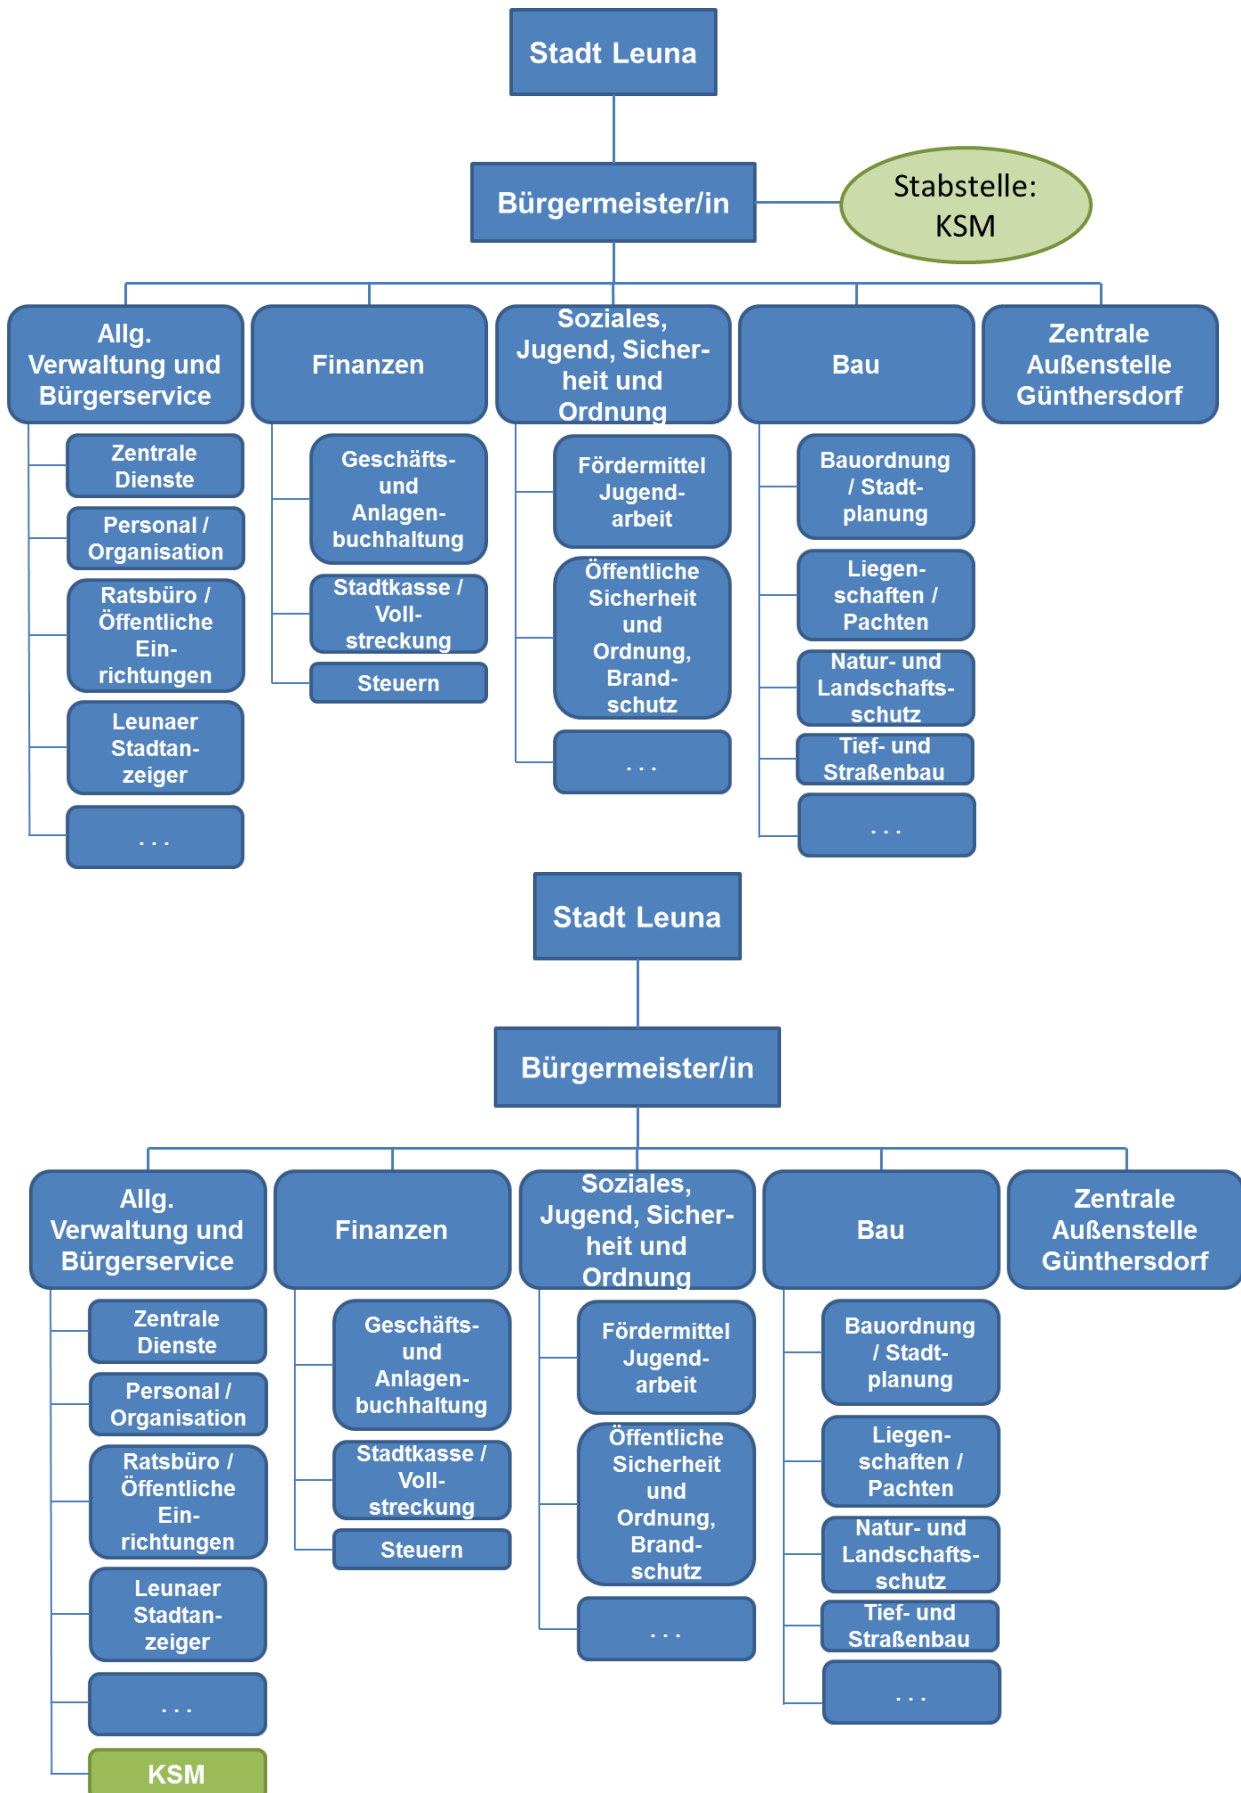 Stadt Leuna
Bürgermeister/in
Stabstelle:
KSM
Allg.
Verwaltung und
Bürgerservice
Zentrale
Dienste
Personal /
Organisation
Ratsbüro /
Öffentliche
Ein-
richtungen
Leunaer
Stadtan-
zeiger
. . .
Finanzen
Geschäfts-
und
Anlagen-
buchhaltung
Stadtkasse /
Voll-
streckung
Steuern
Soziales,
Jugend, Sicher-
heit und
Ordnung
Fördermittel
Jugend-
arbeit
Öffentliche
Sicherheit
und
Ordnung,
Brand-
schutz
. . .
Bau
Bauordnung
/ Stadt-
planung
Liegen-
schaften /
Pachten
Natur- und
Landschafts-
schutz
Tief- und
Straßenbau
. . .
Zentrale
Außenstelle
Günthersdorf
Stadt Leuna
Bürgermeister/in
Allg.
Verwaltung und
Bürgerservice
Zentrale
Dienste
Personal /
Organisation
Ratsbüro /
Öffentliche
Ein-
richtungen
Leunaer
Stadtan-
zeiger
. . .
KSM
Finanzen
Geschäfts-
und
Anlagen-
buchhaltung
Stadtkasse /
Voll-
streckung
Steuern
Soziales,
Jugend, Sicher-
heit und
Ordnung
Fördermittel
Jugend-
arbeit
Öffentliche
Sicherheit
und
Ordnung,
Brand-
schutz
. . .
Bau
Bauordnung
/ Stadt-
planung
Liegen-
schaften /
Pachten
Natur- und
Landschafts-
schutz
Tief- und
Straßenbau
. . .
Zentrale
Außenstelle
Günthersdorf